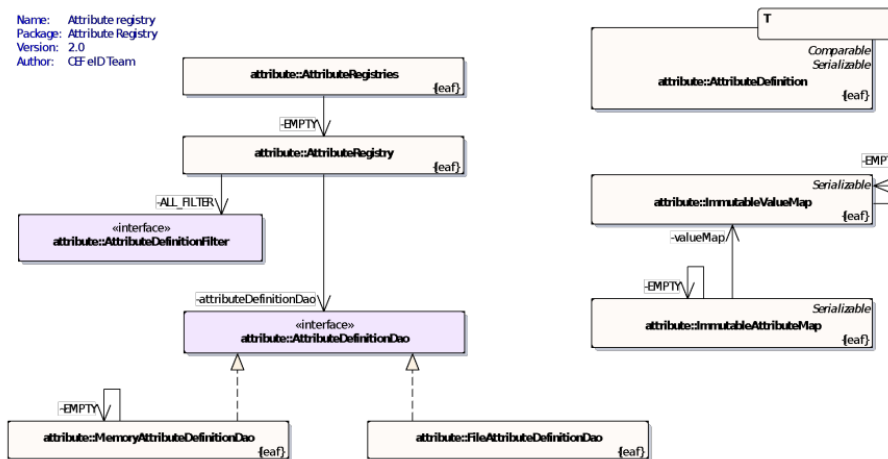 Name: Attribute registry
Package: Attribute Registry
Version: 2.0
Author: CEF eID Team
attribute::AttributeRegistries
{leaf}
-EMPTY
attribute::AttributeRegistry
{leaf}
-ALL_FILTER
«interface»
attribute::AttributeDefinitionFilter
-attributeDefinitionDao
«interface»
attribute::AttributeDefinitionDao
-EMPTY
attribute::MemoryAttributeDefinitionDao
{leaf}
attribute::FileAttributeDefinitionDao
{leaf}
T
Comparable
Serializable
attribute::AttributeDefinition
{leaf}
-EMPT
Serializable
attribute::ImmutableValueMap
{leaf}
-valueMap
-EMPTY
Serializable
attribute::ImmutableAttributeMap
{leaf}